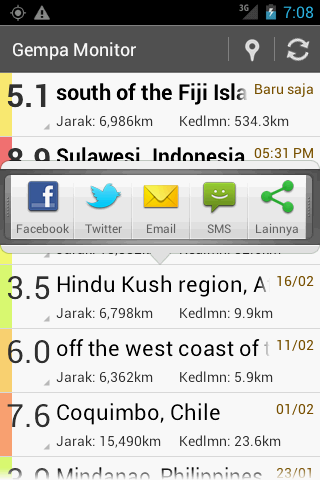 3G 7:08
Gempa Monitor
5.1 south of the Fiji Isla Baru saja
Jarak: 6,986km Kedlmn: 534.3km
8.9 Sulawesi, Indonesia 05:31 PM
Facebook Twitter Email SMS Lainnya
3.5 Hindu Kush region, A 16/02
Jarak: 6,798km Kedlmn: 9.9km
6.0 off the west coast of 11/02
Jarak: 6,362km Kedlmn: 5.9km
7.6 Coquimbo, Chile 01/02
Jarak: 15,490km Kedlmn: 23.6km
Mindanao, Philippines 23/01